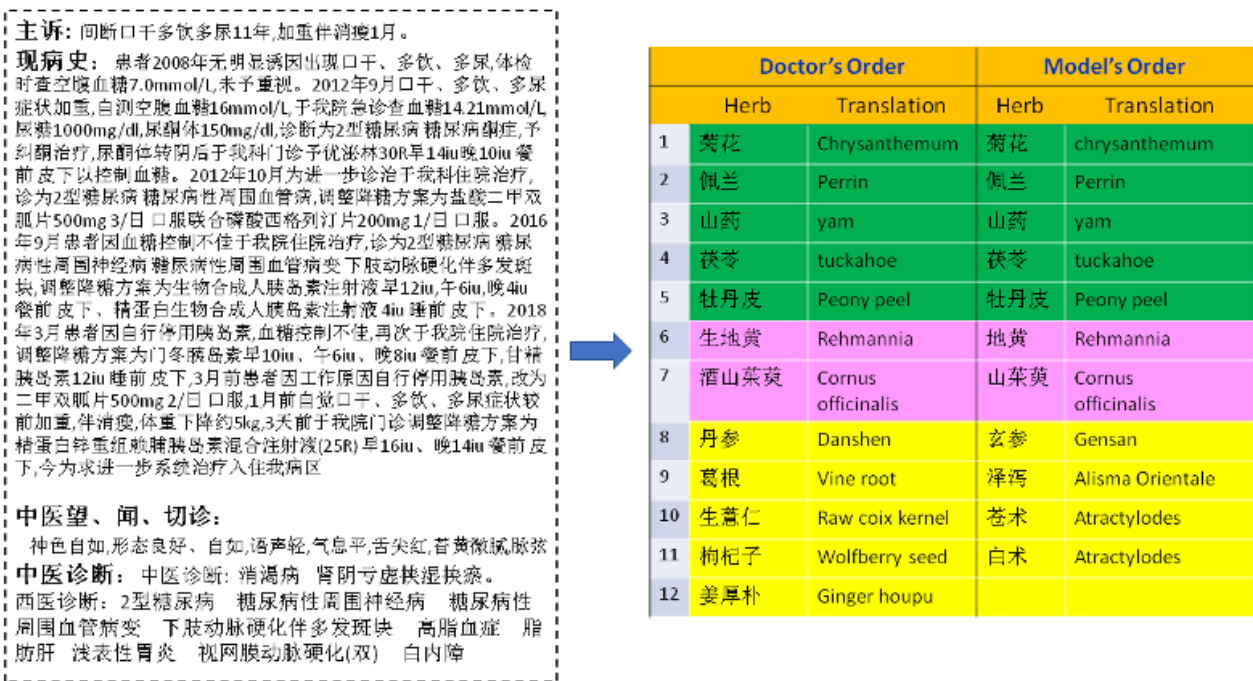 主诉: 间断口干多饮多尿11年,加重伴消瘦1月。
现病史: 患者2008年无明显诱因出现口干、多饮、多尿,体检
时查空腹血糖7.0mmol/L,未予重视。2012年9月口干、多饮、多尿
症状加重,自测空腹血糖16mmol/L,于我院急诊查血糖14.21mmol/L
尿糖1000mg/dl,尿酮体150mg/dl,诊断为2型糖尿病 糖尿病酮症,予
纠酮治疗,尿酮体转阴后于我科门诊予优泌林30R早14iu晚10iu 餐
前 皮下以控制血糖。2012年10月为进一步诊治于我科住院治疗,
诊为2型糖尿病 糖尿病性周围血管病,调整降糖方案为盐酸二甲双
胍片500mg 3/日 口服联合磷酸西格列汀片200mg 1/日 口服。2016
年9月患者因血糖控制不佳于我院住院治疗,诊为2型糖尿病 糖尿
病性周围神经病 糖尿病性周围血管病变 下肢动脉硬化伴多发斑
块,调整降糖方案为生物合成人胰岛素注射液早12iu,午6iu,晚4iu
餐前 皮下、精蛋白生物合成人胰岛素注射液 4iu 睡前 皮下。2018
年3月患者因自行停用胰岛素,血糖控制不佳,再次于我院住院治疗,
调整降糖方案为门冬胰岛素早10iu、午6iu、晚8iu 餐前 皮下,甘精
胰岛素12iu 睡前 皮下,3月前患者因工作原因自行停用胰岛素,改为
二甲双胍片500mg 2/日 口服,1月前自觉口干、多饮、多尿症状较
前加重,伴消瘦,体重下降约5kg,3天前于我院门诊调整降糖方案为
精蛋白锌重组赖脯胰岛素混合注射液(25R) 早16iu、晚14iu 餐前 皮
下,今为求进一步系统治疗入住我病区
中医望、闻、切诊:
神色自如,形态良好、自如,语声轻,气息平,舌尖红,苔黄微腻,脉弦
中医诊断: 中医诊断: 消渴病 肾阴亏虚挟湿挟瘀。
西医诊断: 2型糖尿病 糖尿病性周围神经病 糖尿病性
周围血管病变 下肢动脉硬化伴多发斑块 高脂血症 脂
肪肝 浅表性胃炎 视网膜动脉硬化(双) 白内障
Doctor's Order Model's Order
Herb Translation Herb Translation
1 菊花 Chrysanthemum 菊花 chrysanthemum
2 佩兰 Perrin 佩兰 Perrin
3 山药 yam 山药 yam
4 茯苓 tuckahoe 茯苓 tuckahoe
5 牡丹皮 Peony peel 牡丹皮 Peony peel
6 生地黄 Rehmannia 地黄 Rehmannia
7 酒山茱萸 Cornus officinalis 山茱萸 Cornus officinalis
8 丹参 Danshen 玄参 Gensan
9 葛根 Vine root 泽泻 Alisma Orientale
10 生薏仁 Raw coix kernel 苍术 Atractylodes
11 枸杞子 Wolfberry seed 白术 Atractylodes
12 姜厚朴 Ginger houpu